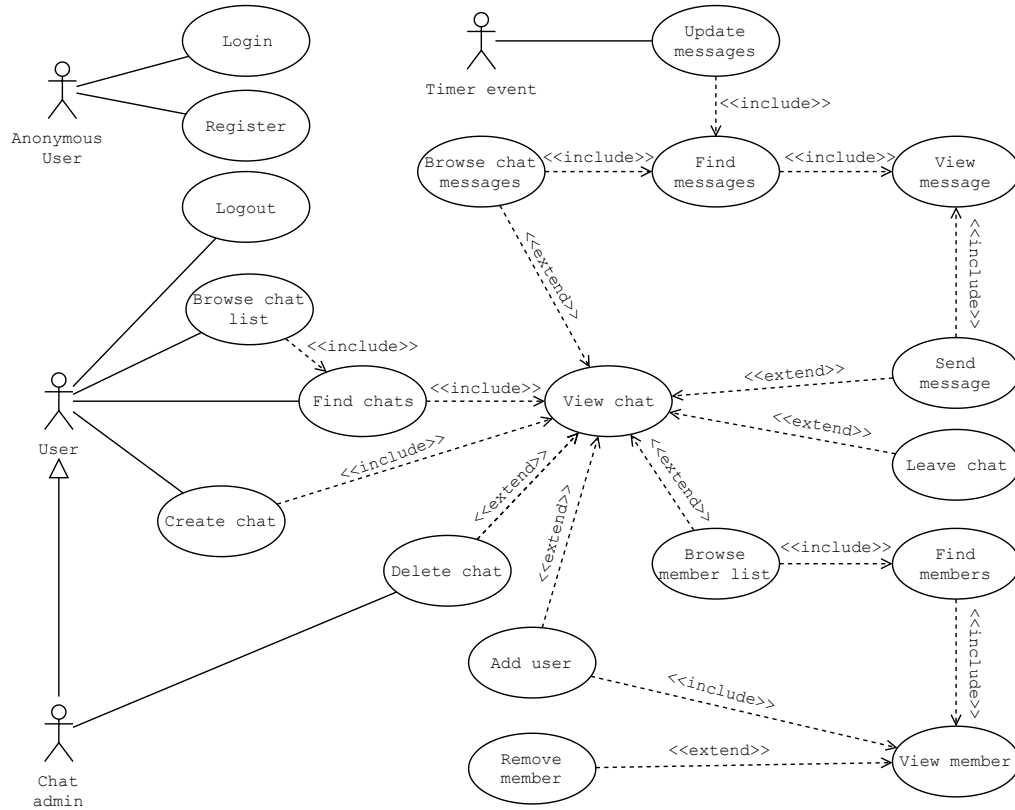 Login
Update
messages
Timer event
<<include>>
Anonymous
User
Register
Browse chat
messages
<<include>>
Find
messages
<<include>>
View
message
Logout
<<extend>>
<<include>>
Browse chat
list
<<include>>
Send
message
<<extend>>
Find chats
<<include>>
View chat
<<extend>>
User
<<include>>
Leave chat
<<extend>>
<<extend>>
<<extend>>
Create chat
Delete chat
Browse
member list
<<include>>
Find
members
Add user
<<include>>
<<include>>
Remove
member
<<extend>>
View member
Chat
admin